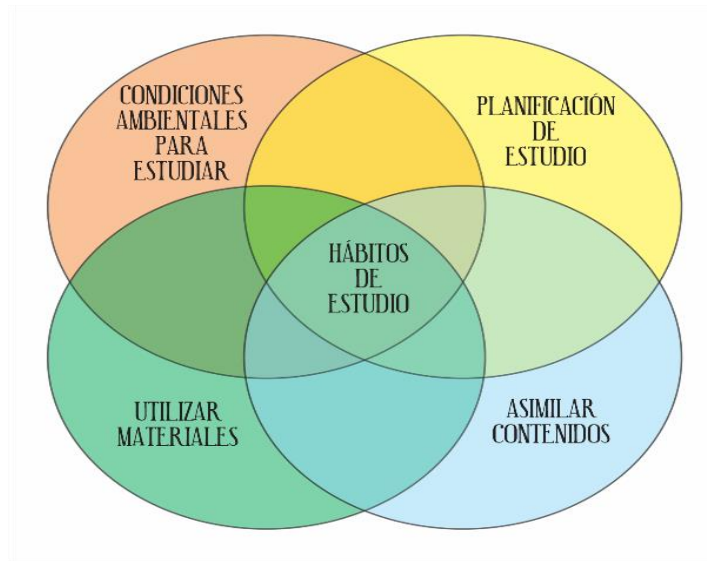 CONDICIONES
AMBIENTALES
PARA
ESTUDIAR
PLANIFICACIÓN
DE
ESTUDIO
HÁBITOS
DE
ESTUDIO
UTILIZAR
MATERIALES
ASIMILAR
CONTENIDOS